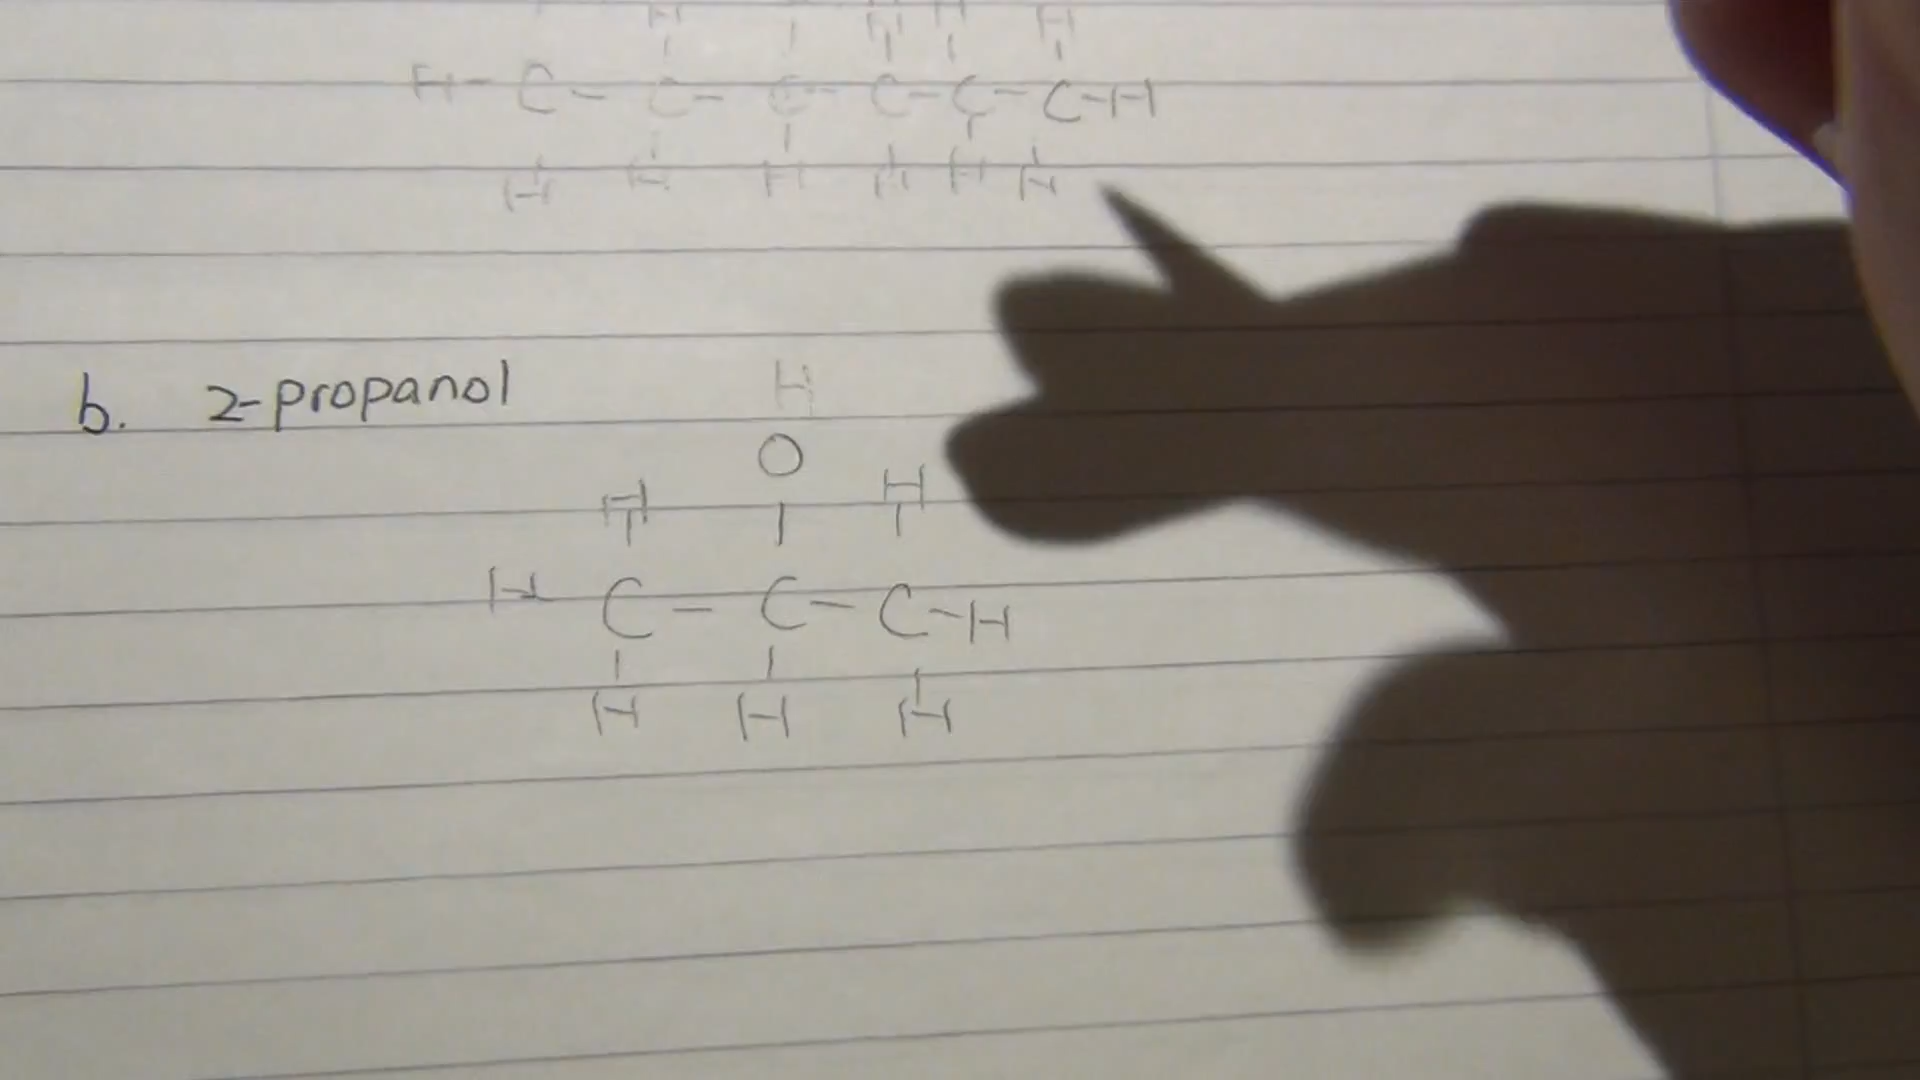 H H H H H
H - C - C - C - C - C - C - H
H H H H H H
b. 2-propanol
H
O
H H
H - C - C - C - H
H H H